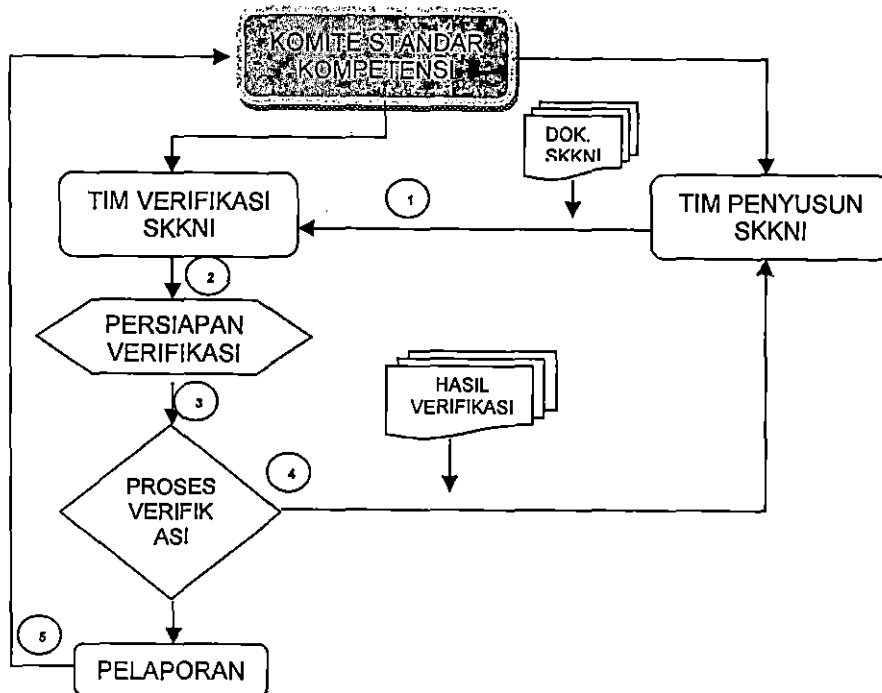 KOMITE STANDAR
KOMPETENSI
DOK.
SKKNI
TIM VERIFIKASI
SKKNI
1
TIM PENYUSUN
SKKNI
2
PERSIAPAN
VERIFIKASI
3
HASIL
VERIFIKASI
4
PROSES
VERIFIK
ASI
5
PELAPORAN